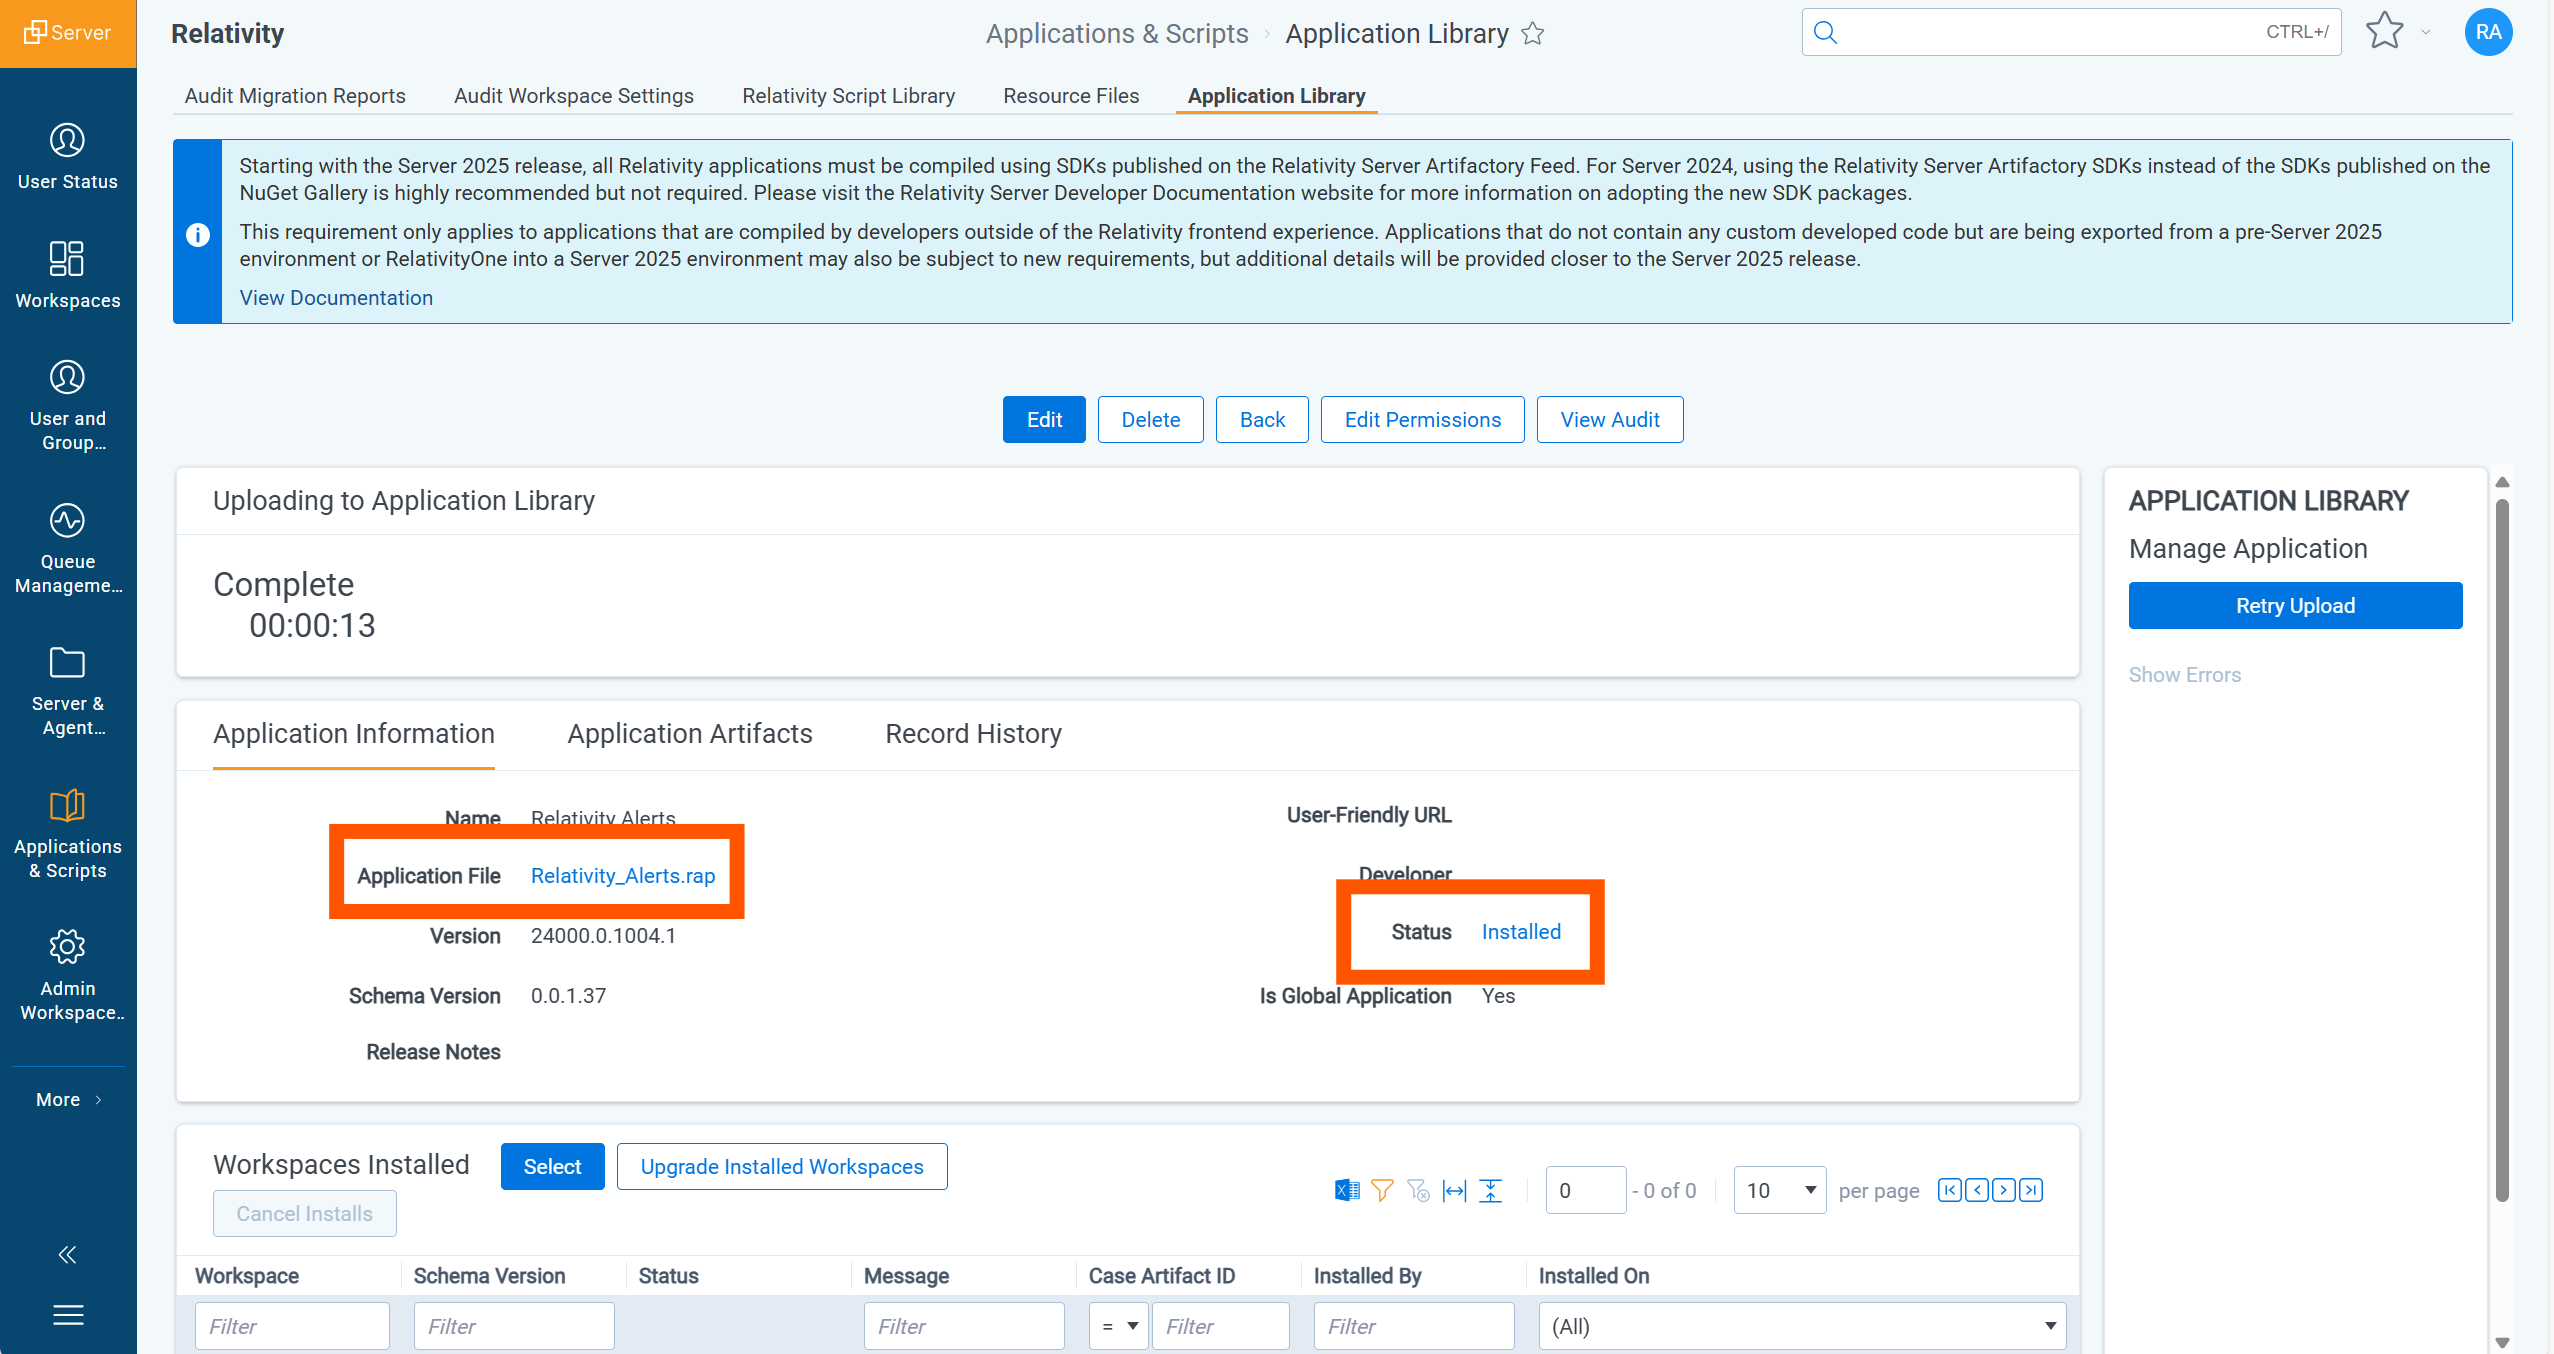 Server
Relativity
Applications & Scripts > Application Library
CTRL+/
RA
Audit Migration Reports
Audit Workspace Settings
Relativity Script Library
Resource Files
Application Library
User Status
Workspaces
User and
Group...
Queue
Manageme...
Server &
Agent...
Applications
& Scripts
Admin
Workspace..
More >
Starting with the Server 2025 release, all Relativity applications must be compiled using SDKs published on the Relativity Server Artifactory Feed. For Server 2024, using the Relativity Server Artifactory SDKs instead of the SDKs published on the
NuGet Gallery is highly recommended but not required. Please visit the Relativity Server Developer Documentation website for more information on adopting the new SDK packages.
This requirement only applies to applications that are compiled by developers outside of the Relativity frontend experience. Applications that do not contain any custom developed code but are being exported from a pre-Server 2025
environment or RelativityOne into a Server 2025 environment may also be subject to new requirements, but additional details will be provided closer to the Server 2025 release.
View Documentation
Edit
Delete
Back
Edit Permissions
View Audit
Uploading to Application Library
Complete
00:00:13
APPLICATION LIBRARY
Manage Application
Retry Upload
Show Errors
Application Information
Application Artifacts
Record History
Name Relativity Alerts
Application File Relativity_Alerts.rap
Version 24000.0.1004.1
Schema Version 0.0.1.37
Release Notes
User-Friendly URL
Developer
Status Installed
Is Global Application Yes
Workspaces Installed
Select
Upgrade Installed Workspaces
Cancel Installs
0 - 0 of 0
10 per page
Workspace
Schema Version
Status
Message
Case Artifact ID
Installed By
Installed On
Filter
Filter
Filter
=
Filter
Filter
(All)